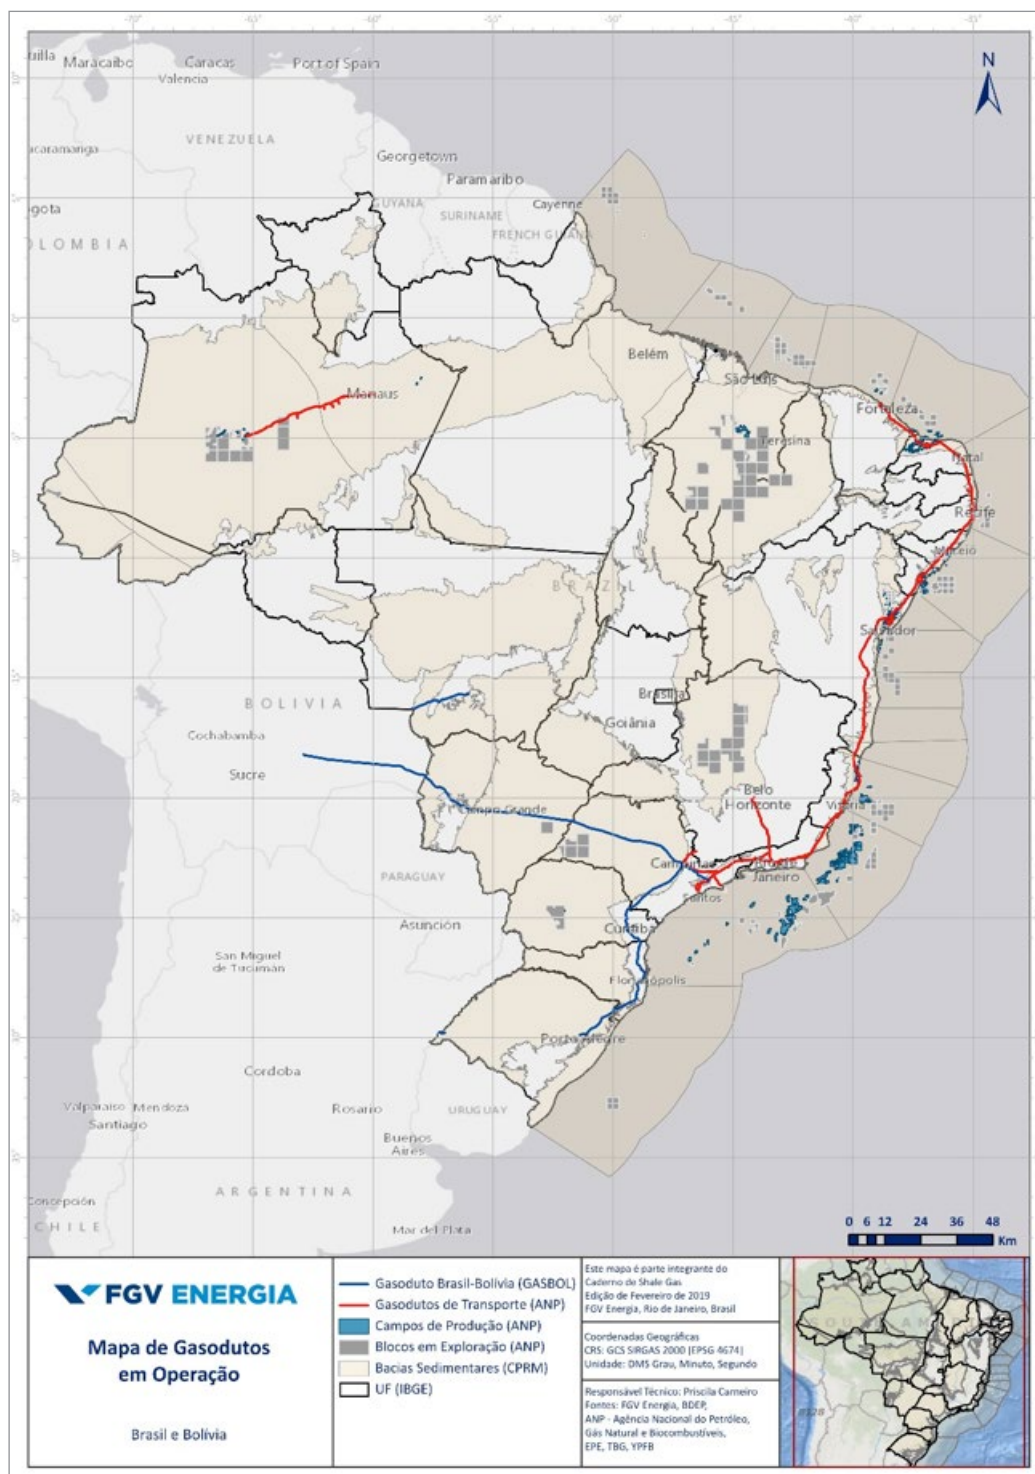 Maracaibo
Caracas
Port of Spain
Valencia
N
VENEZUELA
Georgetown
Paramaribo
GUYANA
Cayenne
SURINAME
FRENCH GUIANA
Belém
São Luís
Manaus
Fortaleza
Teresina
Natal
Recife
Maceió
BRAZIL
Salvador
BOLIVIA
Brasília
Cochabamba
Goiânia
Sucre
Belo
Horizonte
Vitória
Campo Grande
Campinas
Janeiro
PARAGUAY
Santos
Asunción
Curitiba
San Miguel
de Tucumán
Florianópolis
Porto Alegre
Cordoba
Valparaíso
Mendoza
Rosario
URUGUAY
Santiago
Buenos
Aires
ARGENTINA
Concepción
CHILE
Mar del Plata
0 6 12 24 36 48
Km
FGV ENERGIA
Mapa de Gasodutos
em Operação
Brasil e Bolívia
Gasoduto Brasil-Bolívia (GASBOL)
Gasodutos de Transporte (ANP)
Campos de Produção (ANP)
Blocos em Exploração (ANP)
Bacias Sedimentares (CPRM)
UF (IBGE)
Este mapa é parte integrante do
Caderno de Shale Gas
Edição de Fevereiro de 2019
FGV Energia, Rio de Janeiro, Brasil
Coordenadas Geográficas
CRS: GCS SIRGAS 2000 [EPSG 4674]
Unidade: DMS Grau, Minuto, Segundo
Responsável Técnico: Priscila Carneiro
Fontes: FGV Energia, BDEP,
ANP - Agência Nacional do Petróleo,
Gás Natural e Biocombustíveis,
EPE, TBG, YPFB